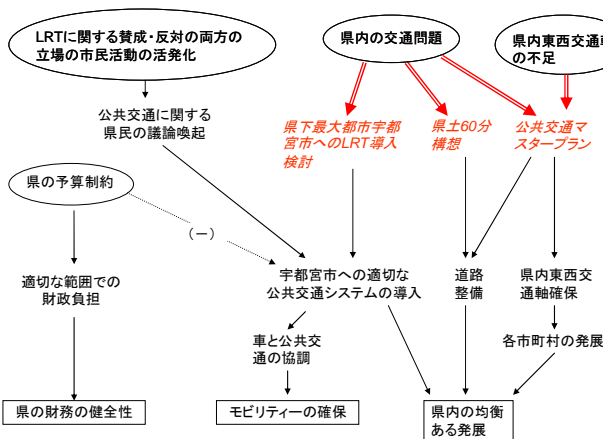 LRTに関する賛成・反対の両方の
立場の市民活動の活発化
県内の交通問題
県内東西交通
の不足
公共交通に関する
県民の議論喚起
県下最大都市宇都
宮市へのLRT導入
検討
県土60分
構想
公共交通マ
スタープラン
県の予算制約
(ー)
適切な範囲での
財政負担
宇都宮市への適切な
公共交通システムの導入
道路
整備
県内東西交
通軸確保
車と公共交
通の協調
各市町村の発展
県の財務の健全性
モビリティーの確保
県内の均衡
ある発展